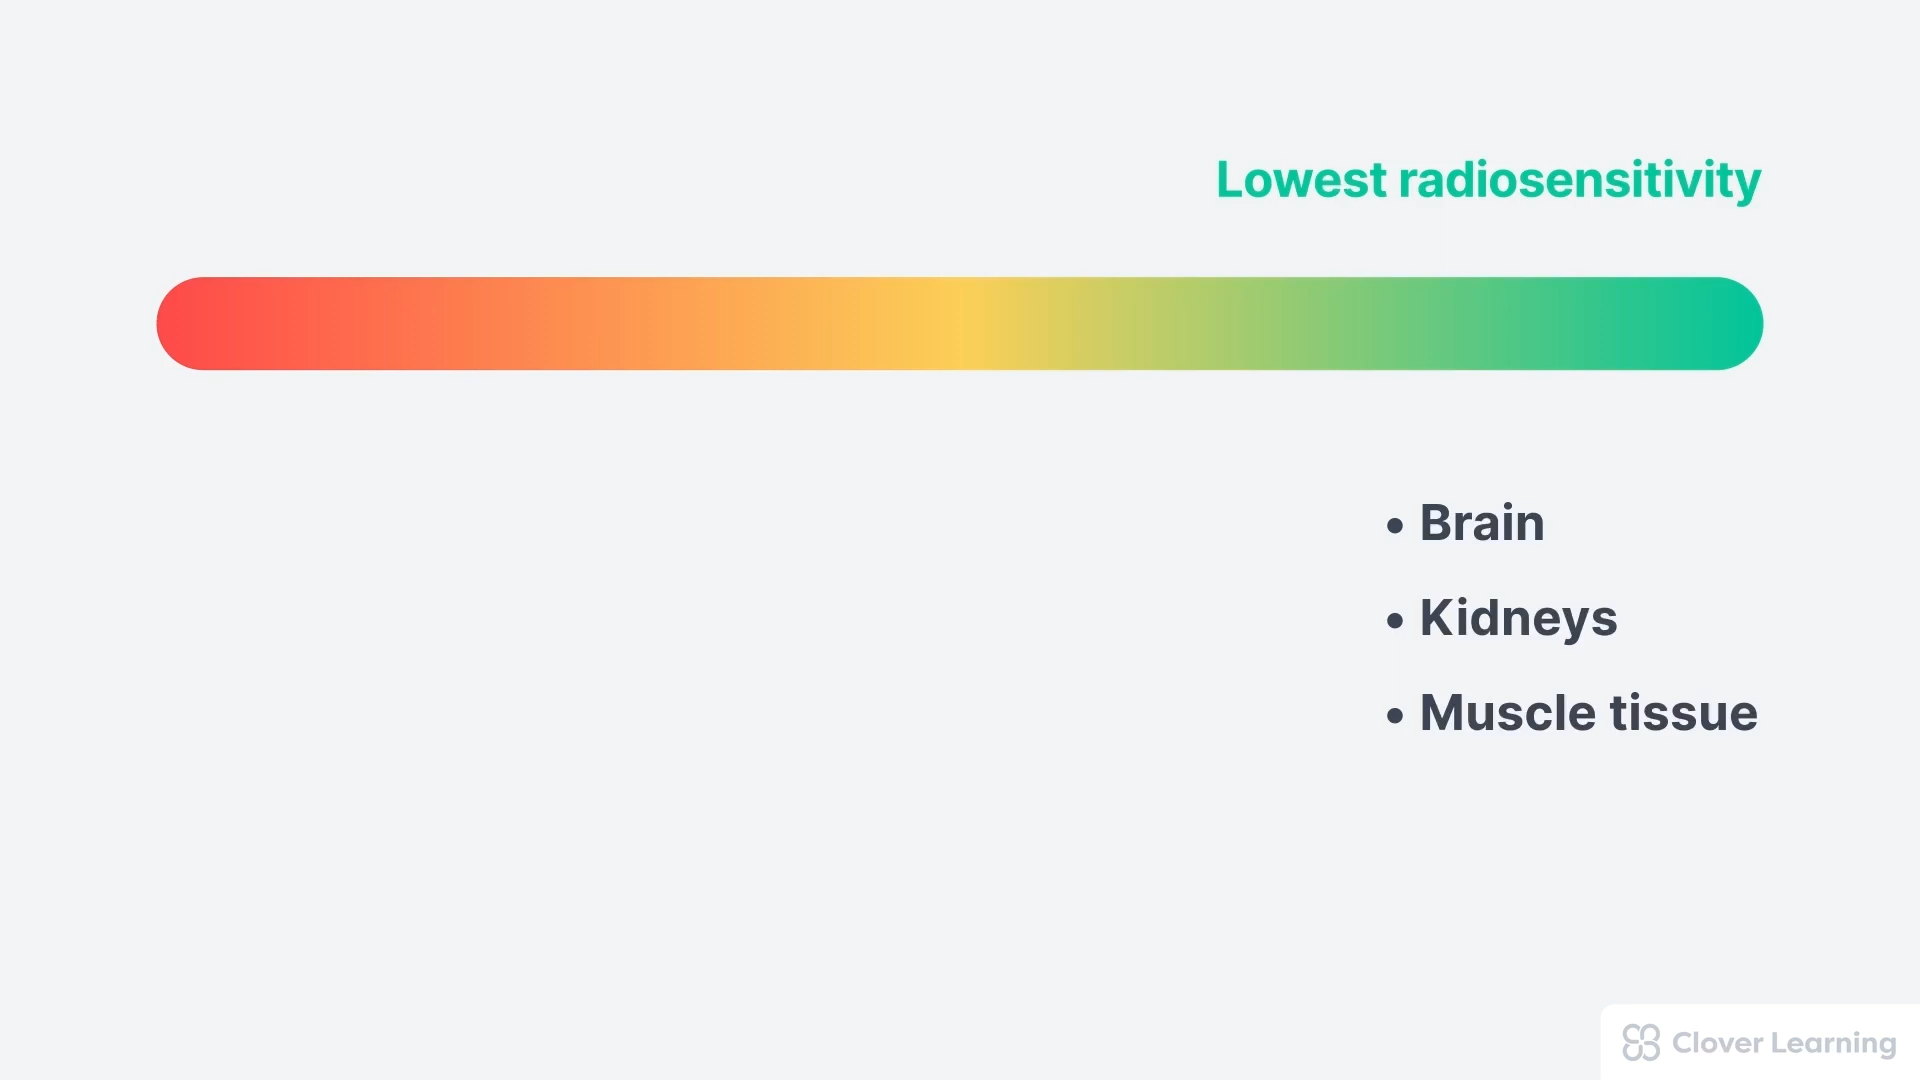 Lowest radiosensitivity
• Brain
• Kidneys
• Muscle tissue
Clover Learning